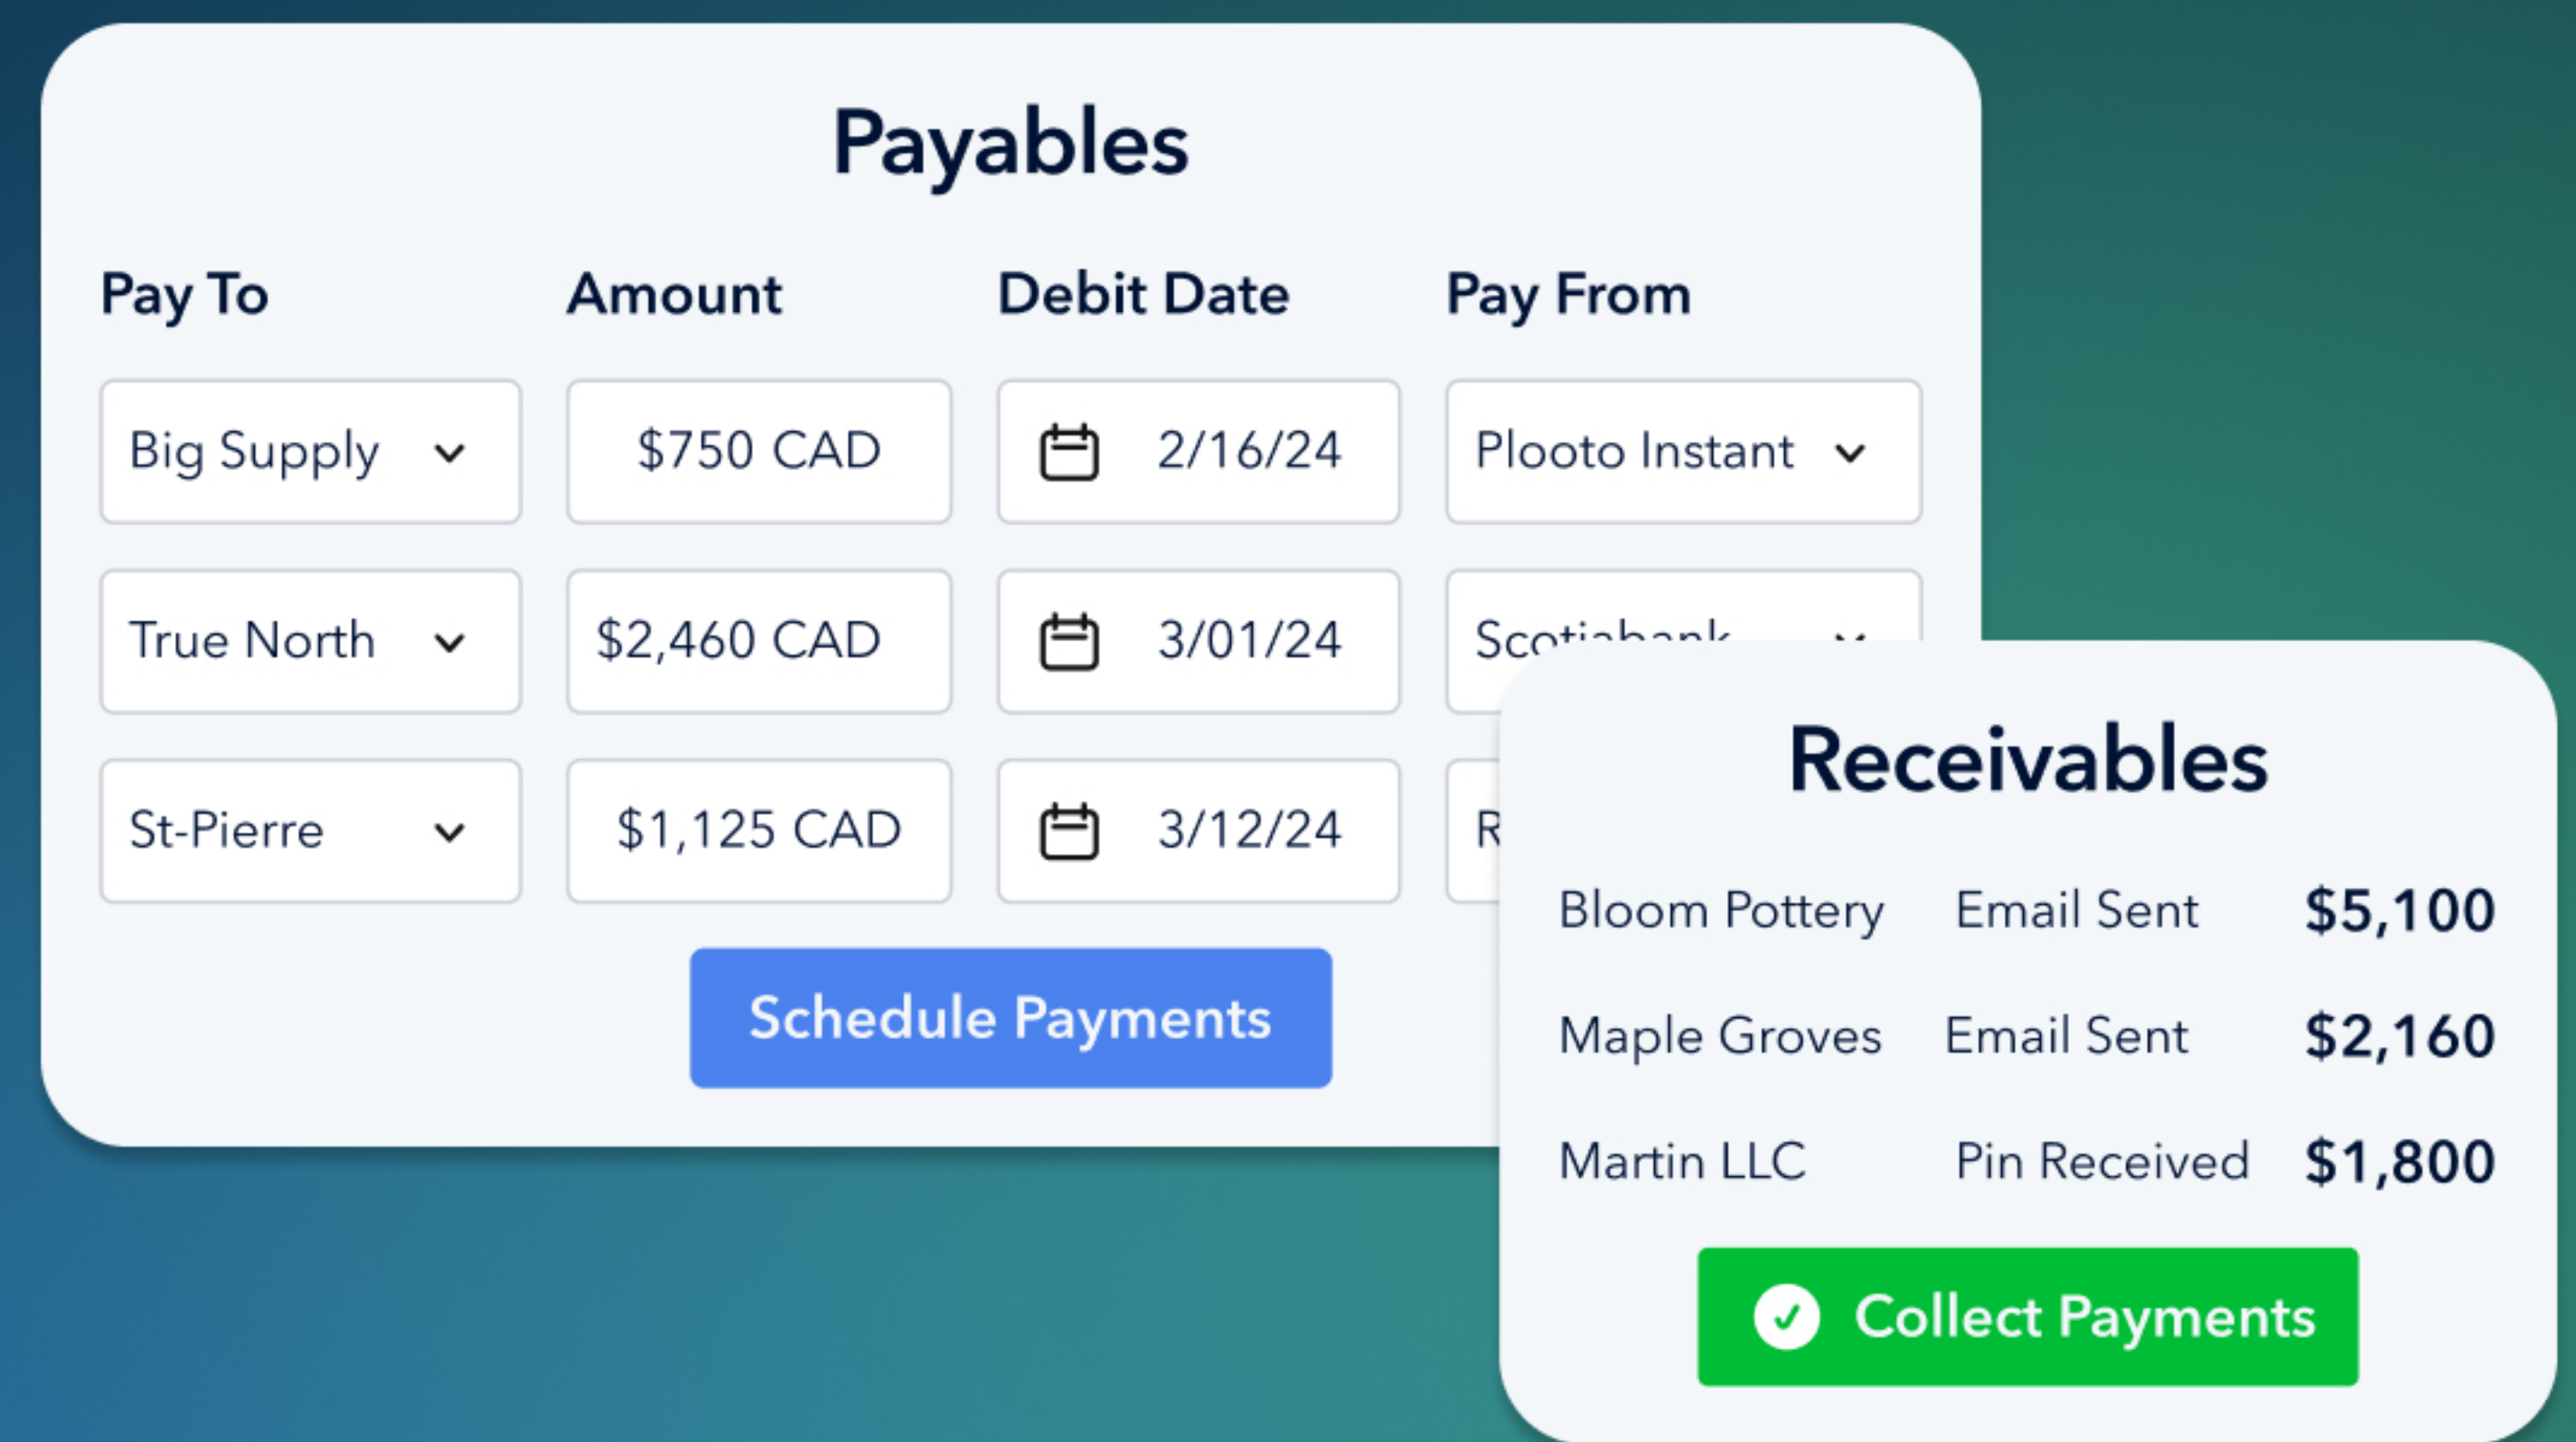 Payables
Pay To Amount Debit Date Pay From
Big Supply $750 CAD 2/16/24 Plooto Instant
True North $2,460 CAD 3/01/24 Scotiabank
St-Pierre $1,125 CAD 3/12/24
Schedule Payments
Receivables
Bloom Pottery Email Sent $5,100
Maple Groves Email Sent $2,160
Martin LLC Pin Received $1,800
Collect Payments